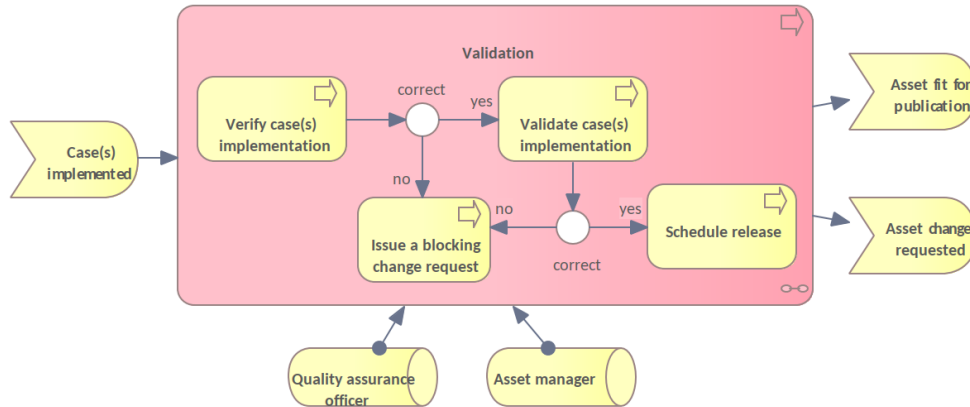 Validation
correct
yes
Verify case(s)
implementation
Validate case(s)
implementation
Asset fit for
publication
Case(s)
implemented
no
no
yes
Issue a blocking
change request
Schedule release
correct
Asset change
requested
Quality assurance
officer
Asset manager